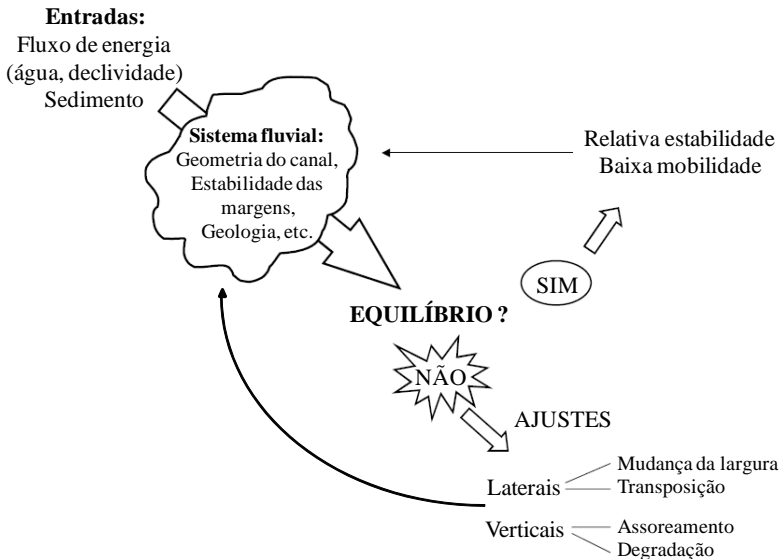 Entradas:
Fluxo de energia
(água, declividade)
Sedimento
Sistema fluvial:
Geometria do canal,
Estabilidade das
margens,
Geologia, etc.
Relativa estabilidade
Baixa mobilidade
SIM
EQUILÍBRIO ?
NÃO
AJUSTES
Laterais
Mudança da largura
Transposição
Verticais
Assoreamento
Degradação